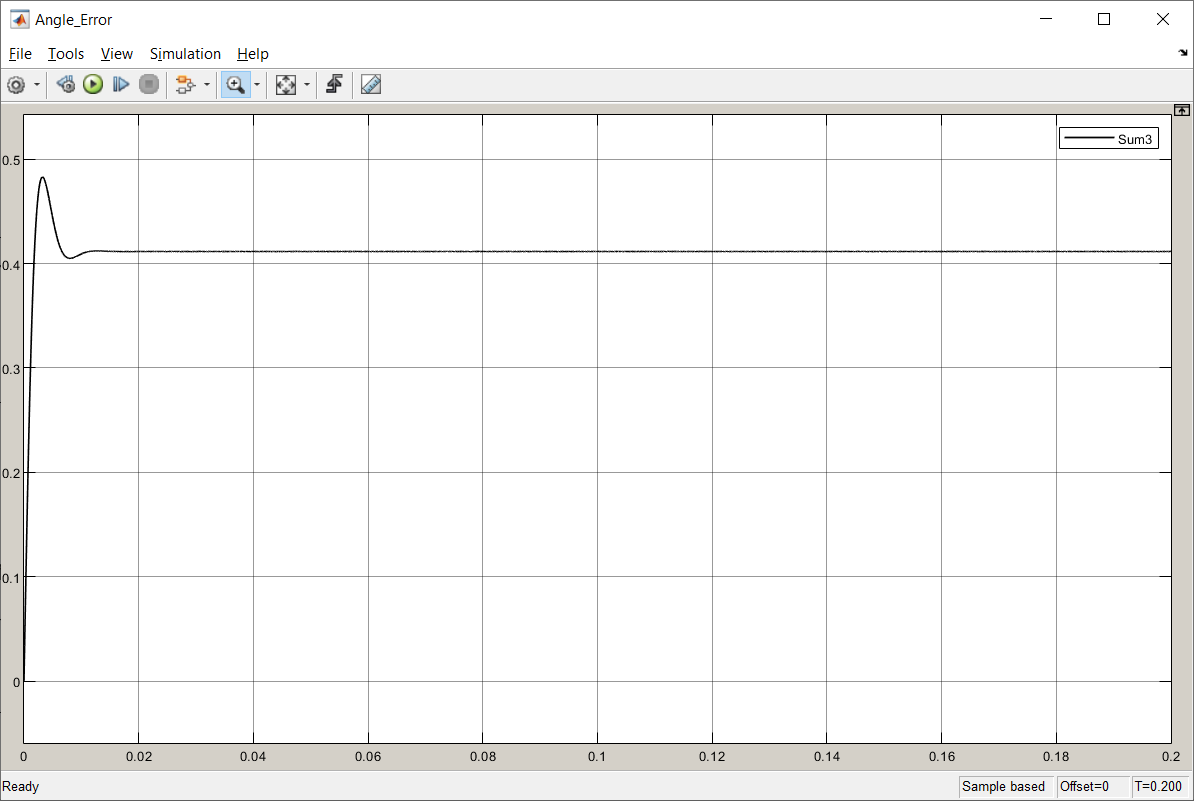 Angle_Error
File Tools View Simulation Help
Sum3
0.5
0.4
0.3
0.2
0.1
0
0 0.02 0.04 0.06 0.08 0.1 0.12 0.14 0.16 0.18 0.2
Ready Sample based Offset=0 T=0.200